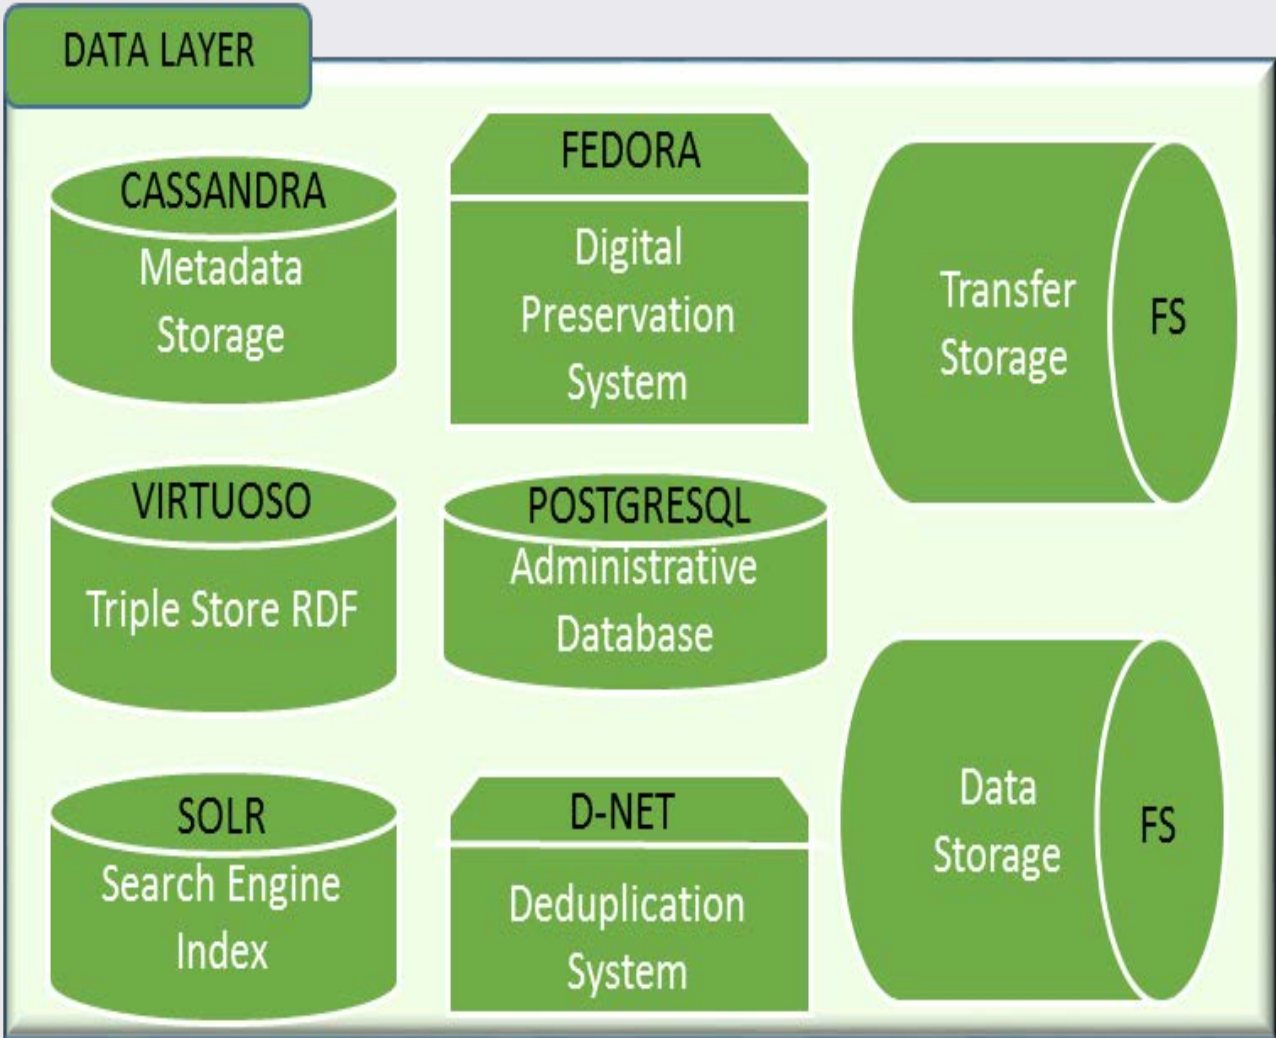 DATA LAYER
CASSANDRA
Metadata
Storage
FEDORA
Digital
Preservation
System
Transfer
Storage
FS
VIRTUOSO
Triple Store RDF
POSTGRESQL
Administrative
Database
SOLR
Search Engine
Index
D-NET
Deduplication
System
Data
Storage
FS